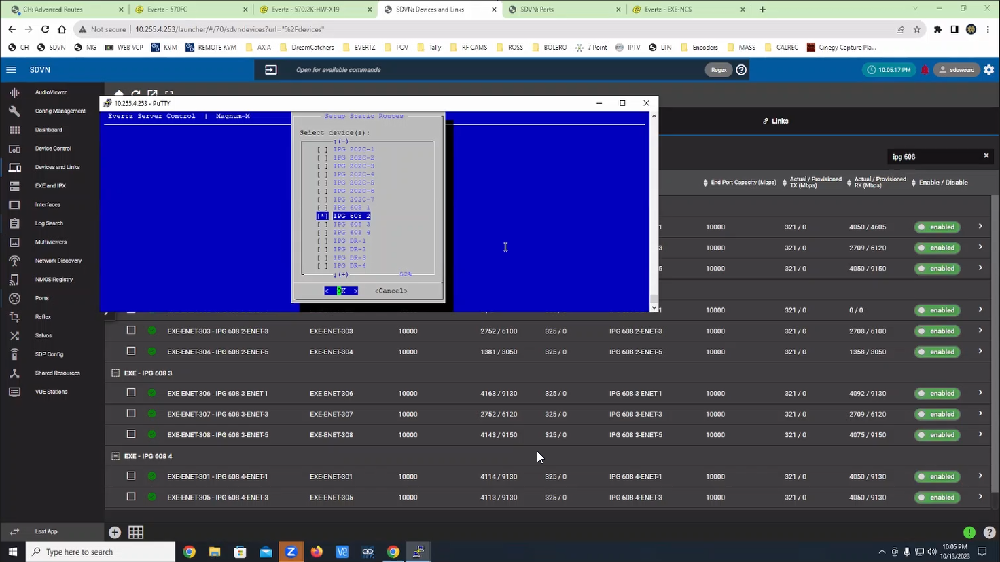 CH: Advanced Routes
Evertz - 570FC
Evertz - 570J2K-HW-X19
SDVN: Devices and Links
SDVN: Ports
Evertz - EXE-NCS
Not secure
10.255.4.253/launcher/#/70/sdvndevices?url="%2Fdevices"
CH
SDVN
MG
WEB VCP
KVM
REMOTE KVM
AXIA
DreamCatchers
EVERTZ
POV
Tally
RF CAMS
ROSS
BOLERO
7 Point
IPTV
LTN
Encoders
MASS
CALREC
Cinegy Capture Pla...
SDVN
Open for available commands
Regex
10:05:17 PM
sdeweerd
AudioViewer
Config Management
Dashboard
Device Control
Devices and Links
EXE and IPX
Interfaces
Log Search
Multiviewers
Network Discovery
NMOS Registry
Ports
Reflex
Salvos
SDP Config
Shared Resources
VUE Stations
Last App
10.255.4.253 - PuTTY
Evertz Server Control | Magnum-M
Setup Static Routes
Select device(s):
↑(-)
[ ] IPG 202C-1
[ ] IPG 202C-2
[ ] IPG 202C-3
[ ] IPG 202C-4
[ ] IPG 202C-5
[ ] IPG 202C-6
[ ] IPG 202C-7
[ ] IPG 608 1
[*] IPG 608 2
[ ] IPG 608 3
[ ] IPG 608 4
[ ] IPG DR-1
[ ] IPG DR-2
[ ] IPG DR-3
[ ] IPG DR-4
↓(+) 52%
< OK > <Cancel>
Links
ipg 608
End Port Capacity (Mbps)
Actual / Provisioned TX (Mbps)
Actual / Provisioned RX (Mbps)
Enable / Disable
1 10000 321 / 0 4050 / 4605 enabled
3 10000 321 / 0 2709 / 6120 enabled
5 10000 321 / 0 4050 / 9150 enabled
0 / 0 enabled
EXE-ENET-303 - IPG 608 2-ENET-3 EXE-ENET-303 10000 2752 / 6100 325 / 0 IPG 608 2-ENET-3 10000 321 / 0 2708 / 6100 enabled
EXE-ENET-304 - IPG 608 2-ENET-5 EXE-ENET-304 10000 1381 / 3050 325 / 0 IPG 608 2-ENET-5 10000 321 / 0 1358 / 3050 enabled
EXE - IPG 608 3
EXE-ENET-306 - IPG 608 3-ENET-1 EXE-ENET-306 10000 4163 / 9130 325 / 0 IPG 608 3-ENET-1 10000 321 / 0 4092 / 9130 enabled
EXE-ENET-307 - IPG 608 3-ENET-3 EXE-ENET-307 10000 2752 / 6120 325 / 0 IPG 608 3-ENET-3 10000 321 / 0 2709 / 6120 enabled
EXE-ENET-308 - IPG 608 3-ENET-5 EXE-ENET-308 10000 4143 / 9150 325 / 0 IPG 608 3-ENET-5 10000 321 / 0 4075 / 9150 enabled
EXE - IPG 608 4
EXE-ENET-301 - IPG 608 4-ENET-1 EXE-ENET-301 10000 4114 / 9130 325 / 0 IPG 608 4-ENET-1 10000 321 / 0 4050 / 9130 enabled
EXE-ENET-305 - IPG 608 4-ENET-3 EXE-ENET-305 10000 4113 / 9130 325 / 0 IPG 608 4-ENET-3 10000 321 / 0 4050 / 9130 enabled
Type here to search
10:05 PM
10/13/2023